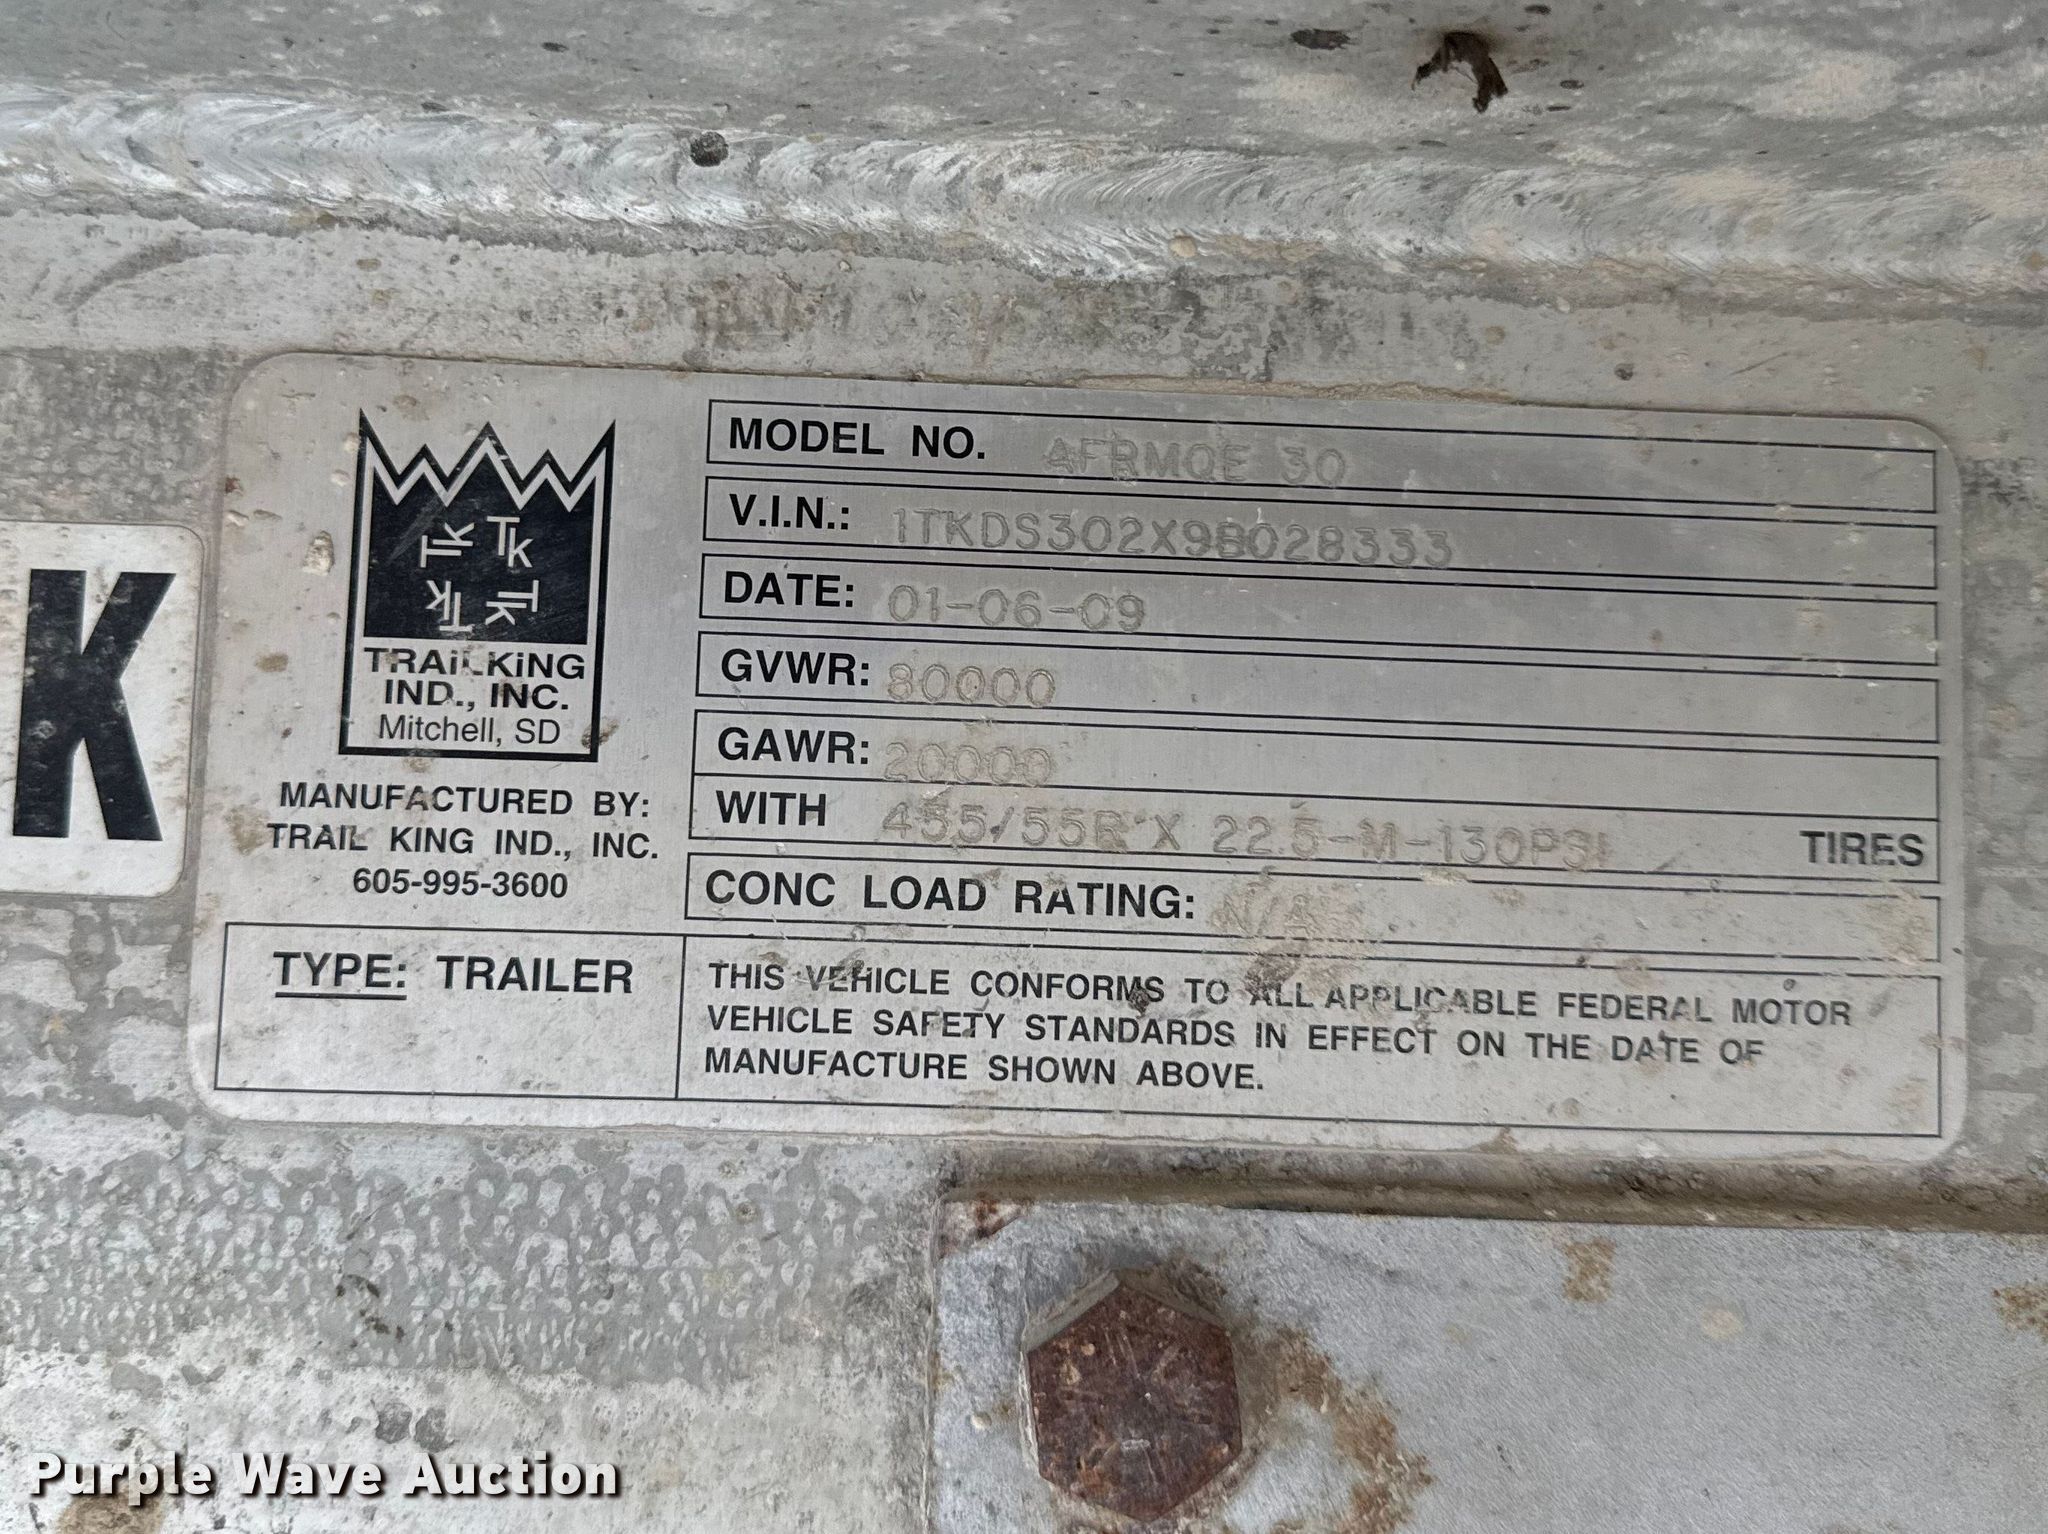 K
TK TK TK TK
TRAiLKiNG
IND., INC.
Mitchell, SD
MANUFACTURED BY:
TRAIL KING IND., INC.
605-995-3600
TYPE: TRAILER
MODEL NO. AFRMQE 30
V.I.N.: 1TKDS302X9B028333
DATE: 01-06-09
GVWR: 80000
GAWR: 20000
WITH 455/55R X 22.5-M-130P3I TIRES
CONC LOAD RATING: N/A
THIS VEHICLE CONFORMS TO ALL APPLICABLE FEDERAL MOTOR
VEHICLE SAFETY STANDARDS IN EFFECT ON THE DATE OF
MANUFACTURE SHOWN ABOVE.
Purple Wave Auction